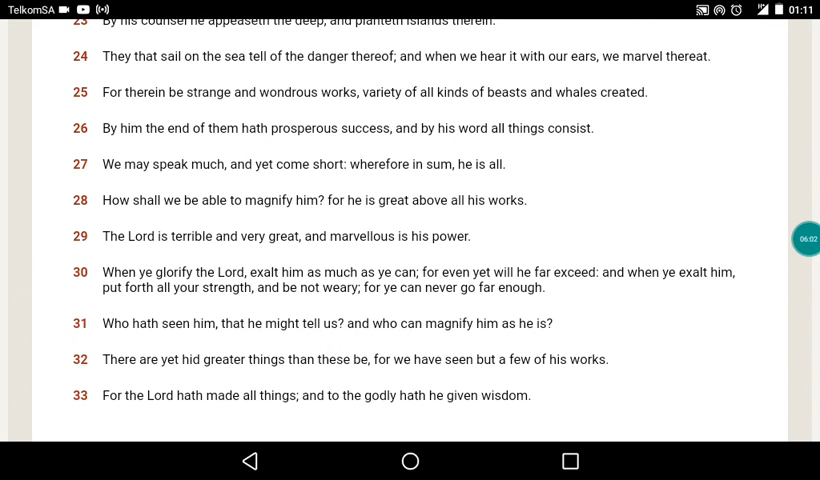 TelkomSA 01:11
23 By his counsel he appeaseth the deep, and planteth islands therein.
24 They that sail on the sea tell of the danger thereof; and when we hear it with our ears, we marvel thereat.
25 For therein be strange and wondrous works, variety of all kinds of beasts and whales created.
26 By him the end of them hath prosperous success, and by his word all things consist.
27 We may speak much, and yet come short: wherefore in sum, he is all.
28 How shall we be able to magnify him? for he is great above all his works.
29 The Lord is terrible and very great, and marvellous is his power.
06:02
30 When ye glorify the Lord, exalt him as much as ye can; for even yet will he far exceed: and when ye exalt him,
put forth all your strength, and be not weary; for ye can never go far enough.
31 Who hath seen him, that he might tell us? and who can magnify him as he is?
32 There are yet hid greater things than these be, for we have seen but a few of his works.
33 For the Lord hath made all things; and to the godly hath he given wisdom.